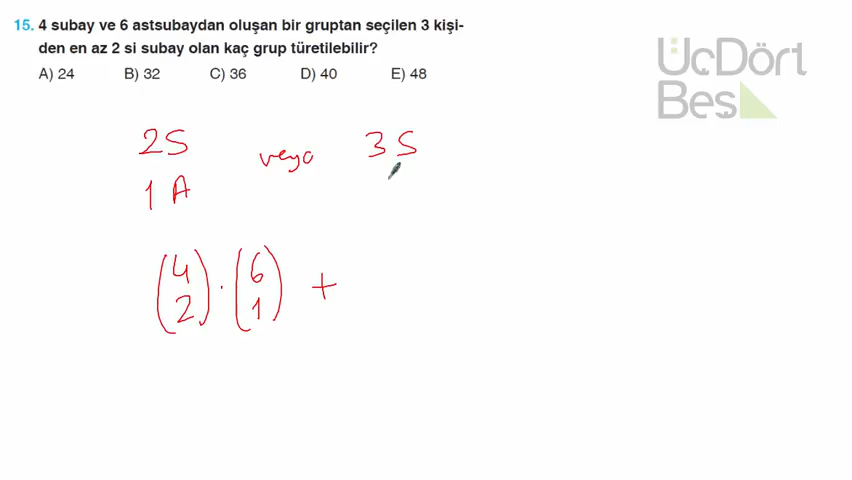 15. 4 subay ve 6 astsubaydan oluşan bir gruptan seçilen 3 kişi-
den en az 2 si subay olan kaç grup türetilebilir?
A) 24 B) 32 C) 36 D) 40 E) 48
ÜçDört
Beş
2S veya 3S
1 A
(4 2) · (6 1) +